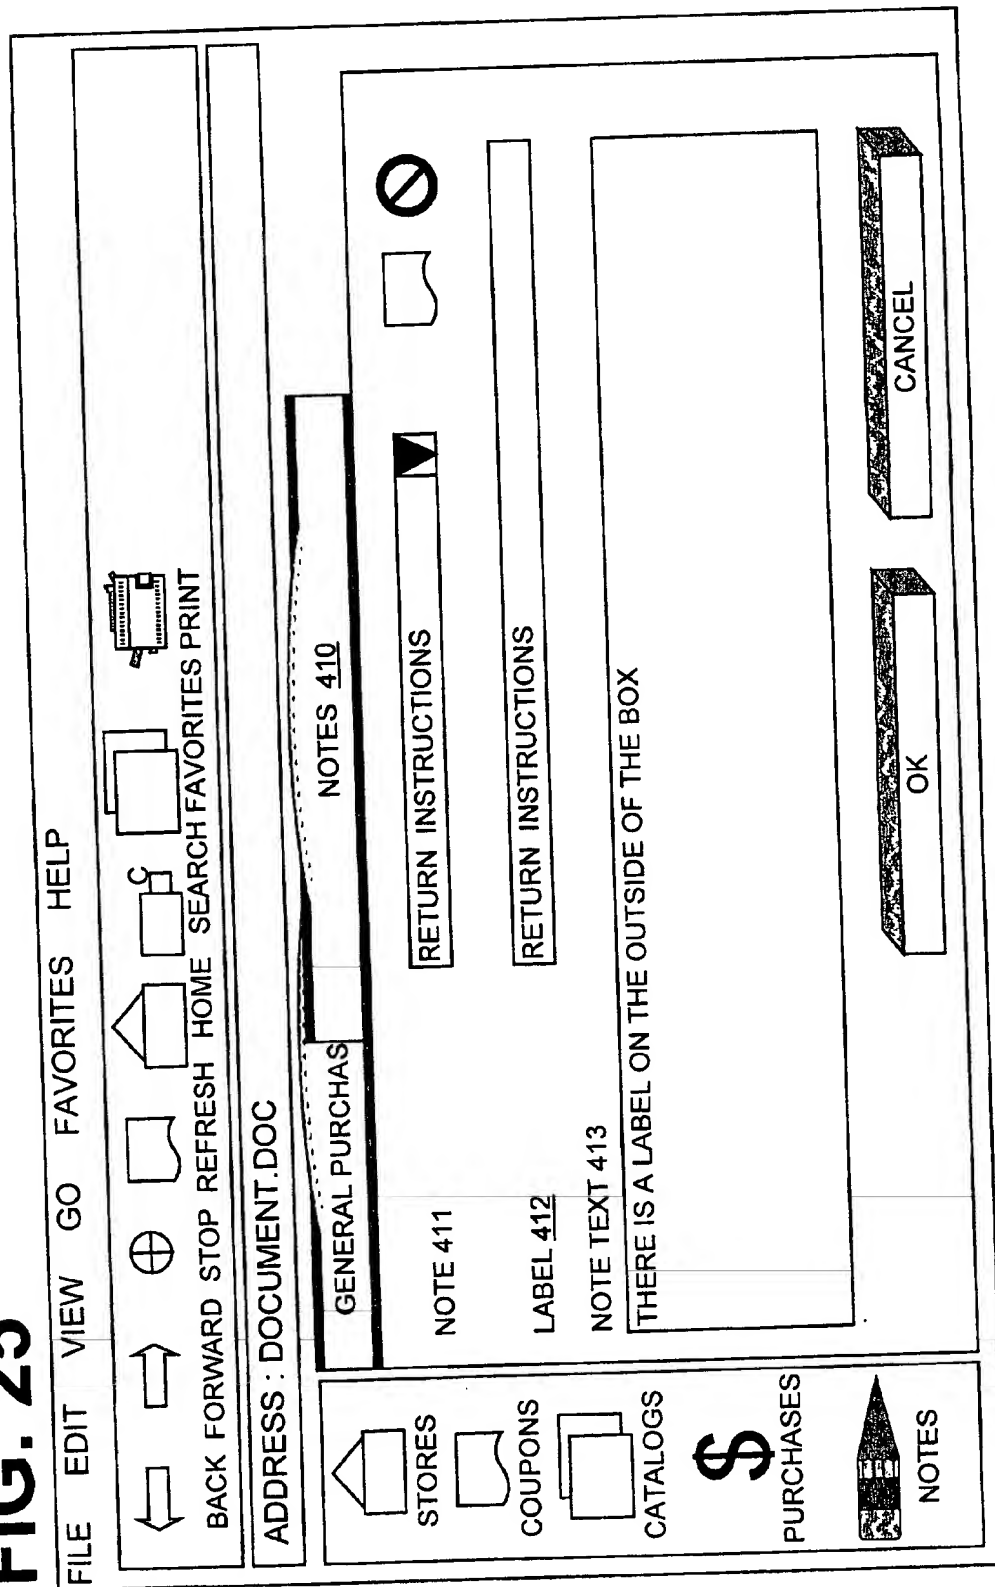 FIG. 25
FILE EDIT VIEW GO FAVORITES HELP
C
BACK FORWARD STOP REFRESH HOME SEARCH FAVORITES PRINT
ADDRESS : DOCUMENT.DOC
GENERAL PURCHAS NOTES 410
STORES
COUPONS
CATALOGS
$
PURCHASES
NOTES
NOTE 411 RETURN INSTRUCTIONS
LABEL 412 RETURN INSTRUCTIONS
NOTE TEXT 413
THERE IS A LABEL ON THE OUTSIDE OF THE BOX
OK CANCEL